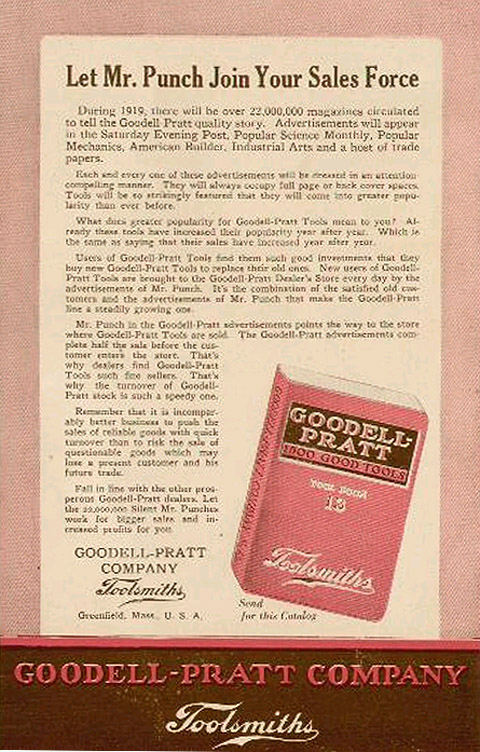 Let Mr. Punch Join Your Sales Force
During 1919, there will be over 22,000,000 magazines circulated
to tell the Goodell-Pratt quality story. Advertisements will appear
in the Saturday Evening Post, Popular Science Monthly, Popular
Mechanics, American Builder, Industrial Arts and a host of trade
papers.
Each and every one of these advertisements will be dressed in an attention-
compelling manner. They will always occupy full page or back cover spaces.
Tools will be so strikingly featured that they will come into greater popu-
larity than ever before.
What does greater popularity for Goodell-Pratt Tools mean to you? Al-
ready these tools have increased their popularity year after year. Which is
the same as saying that their sales have increased year after year.
Users of Goodell-Pratt Tools find them such good investments that they
buy new Goodell-Pratt Tools to replace their old ones. New users of Goodell-
Pratt Tools are brought to the Goodell-Pratt Dealer's Store every day by the
advertisements of Mr. Punch. It's the combination of the satisfied old cus-
tomers and the advertisements of Mr. Punch that make the Goodell-Pratt
line a steadily growing one.
Mr. Punch in the Goodell-Pratt advertisements points the way to the store
where Goodell-Pratt Tools are sold. The Goodell-Pratt advertisements com-
plete half the sale before the cus-
tomer enters the store. That's
why dealers find Goodell-Pratt
Tools such fine sellers. That's
why the turnover of Goodell-
Pratt stock is such a speedy one.
Remember that it is incompar-
ably better business to push the
sales of reliable goods with quick
turnover than to risk the sale of
questionable goods which may
lose a present customer and his
future trade.
Fall in line with the other pros-
perous Goodell-Pratt dealers. Let
the 22,000,000 Silent Mr. Punches
work for bigger sales and in-
creased profits for you.
GOODELL-PRATT
COMPANY
Toolsmiths
Greenfield, Mass., U. S. A.
GOODELL-
PRATT
1500 GOOD TOOLS
TOOL BOOK
13
Toolsmiths
Send
for this Catalog
GOODELL-PRATT COMPANY
Toolsmiths